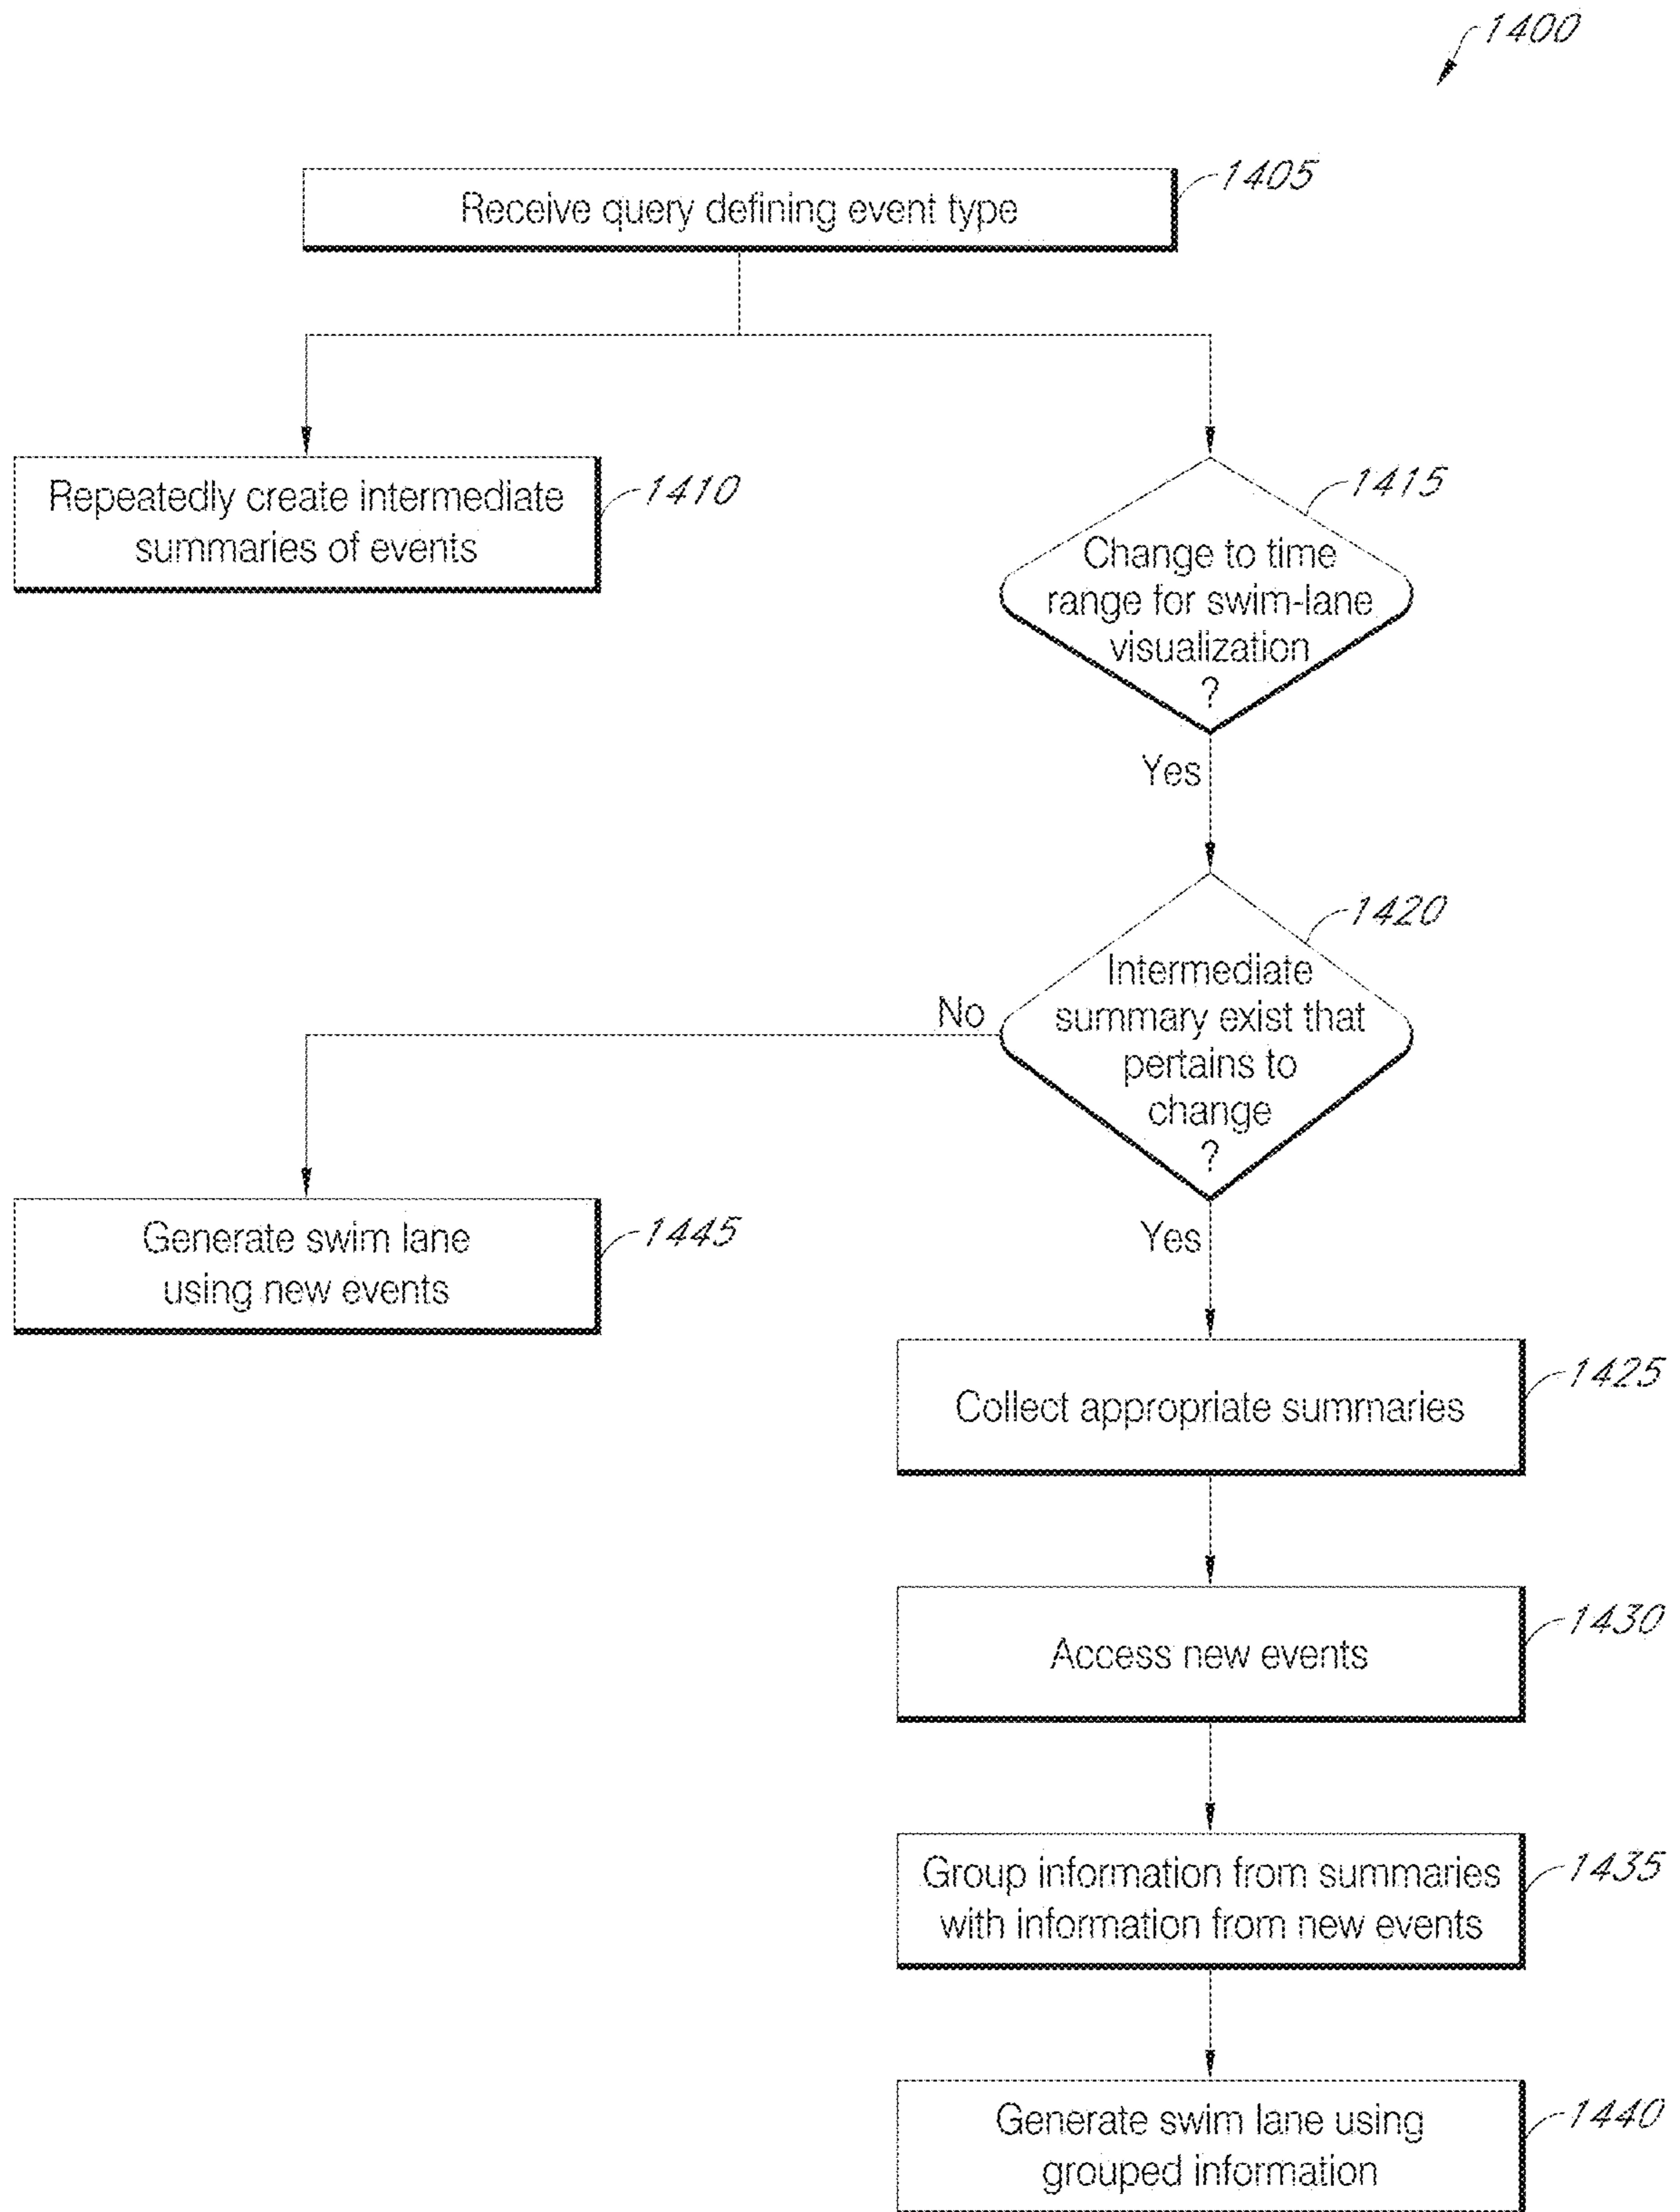 1400
1405
Receive query defining event type
1410
Repeatedly create intermediate
summaries of events
1415
Change to time
range for swim-lane
visualization
?
Yes
1420
Intermediate
summary exist that
pertains to
change
?
No
1445
Generate swim lane
using new events
Yes
1425
Collect appropriate summaries
1430
Access new events
1435
Group information from summaries
with information from new events
1440
Generate swim lane using
grouped information